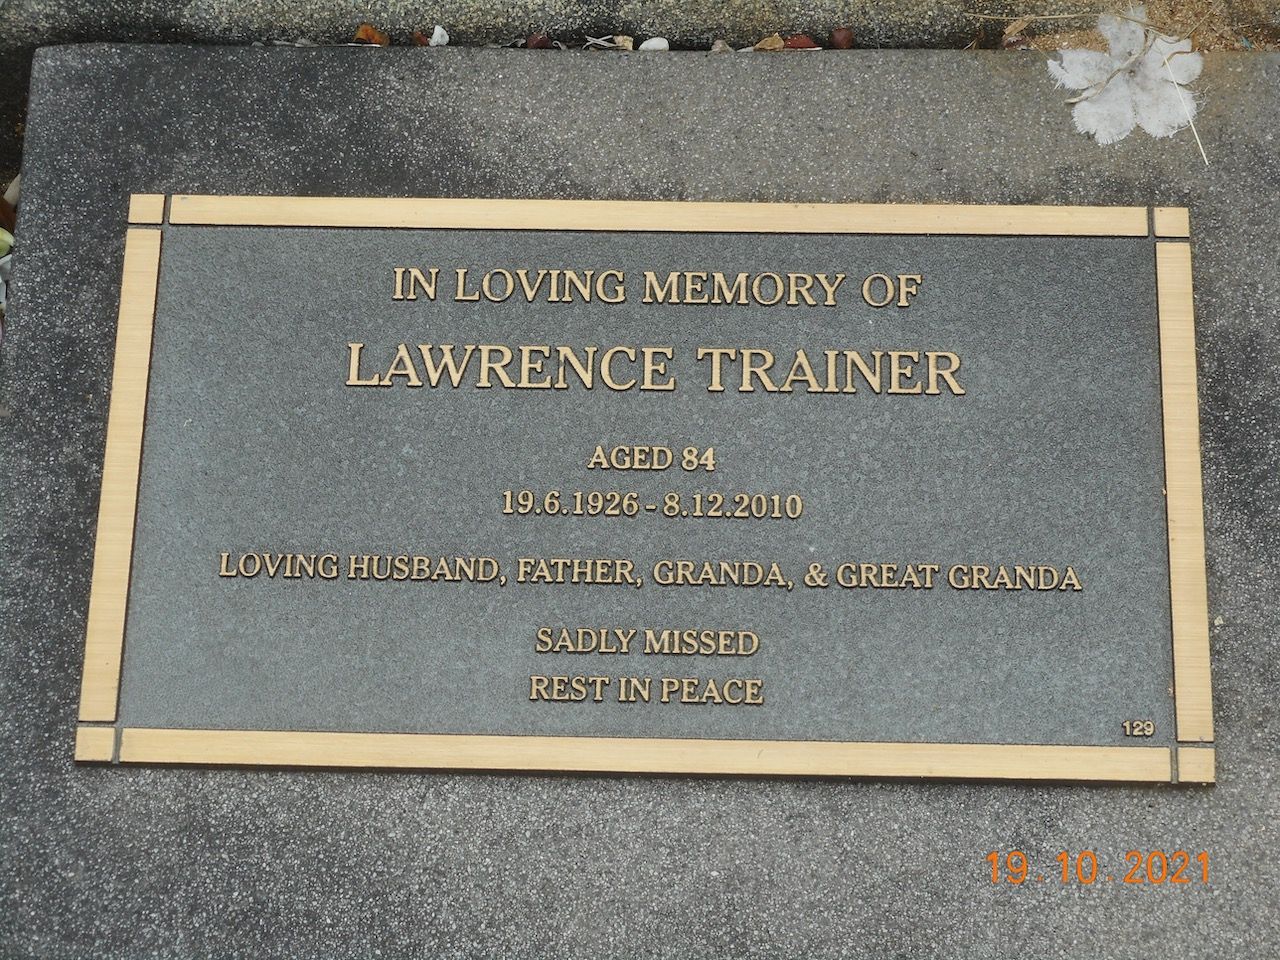 IN LOVING MEMORY OF
LAWRENCE TRAINER
AGED 84
19.6.1926 - 8.12.2010
LOVING HUSBAND, FATHER, GRANDA, & GREAT GRANDA
SADLY MISSED
REST IN PEACE
129
19.10.2021